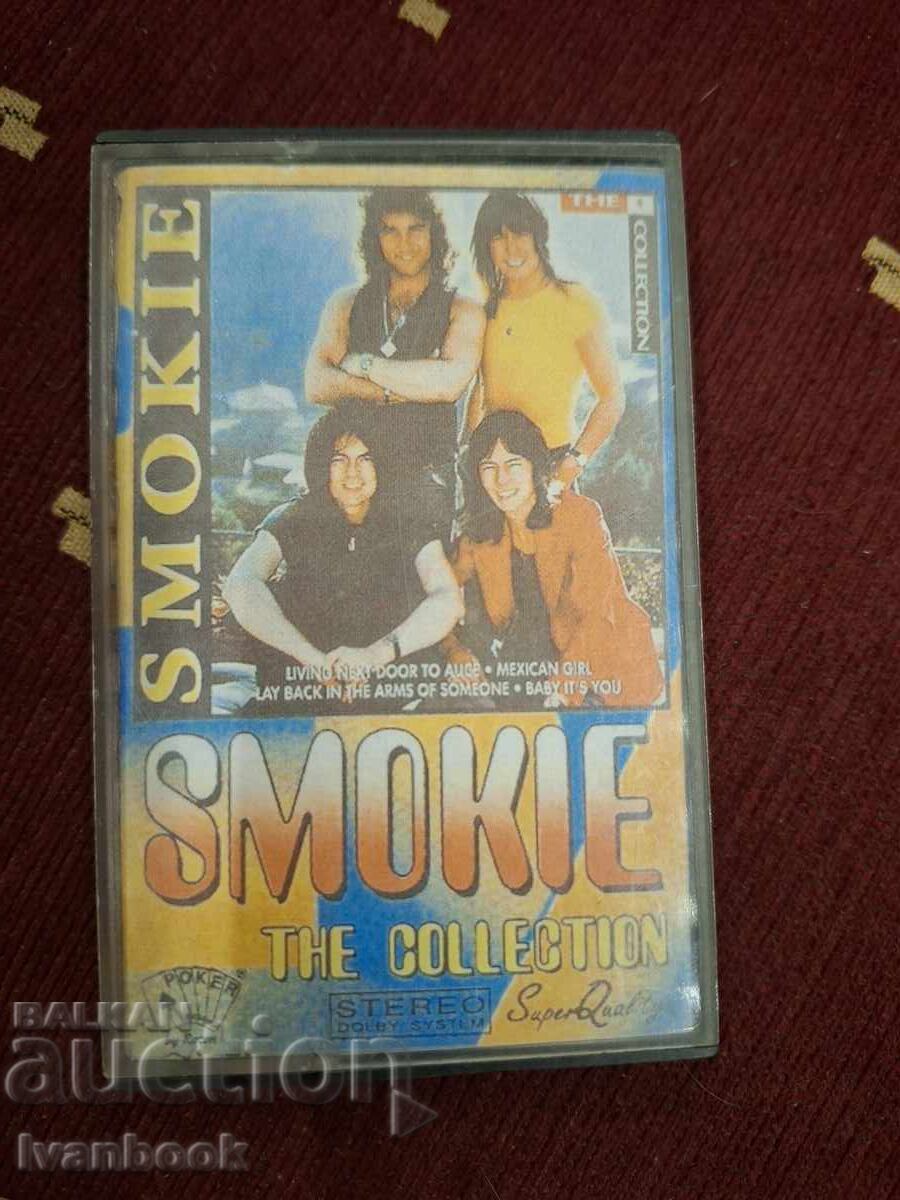 SMOKIE
THE
COLLECTION
LIVING NEXT DOOR TO ALICE • MEXICAN GIRL
LAY BACK IN THE ARMS OF SOMEONE • BABY IT'S YOU
SMOKIE
THE COLLECTION
POKER
STEREO
DOLBY SYSTEM
Super Quality
BALKAN
auction
Ivanbook